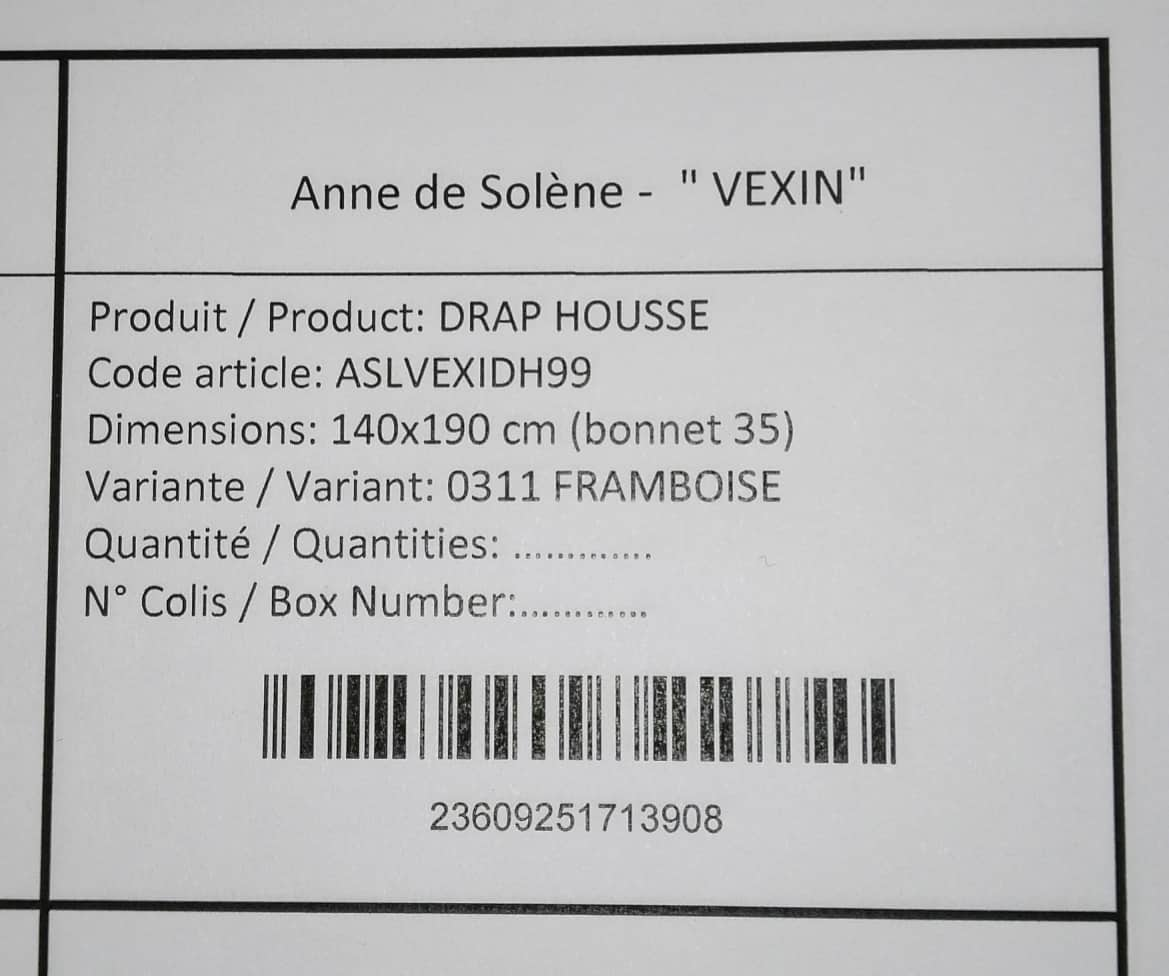 Anne de Solène - " VEXIN"
Produit / Product: DRAP HOUSSE
Code article: ASLVEXIDH99
Dimensions: 140x190 cm (bonnet 35)
Variante / Variant: 0311 FRAMBOISE
Quantité / Quantities: .............
N° Colis / Box Number:.............
23609251713908